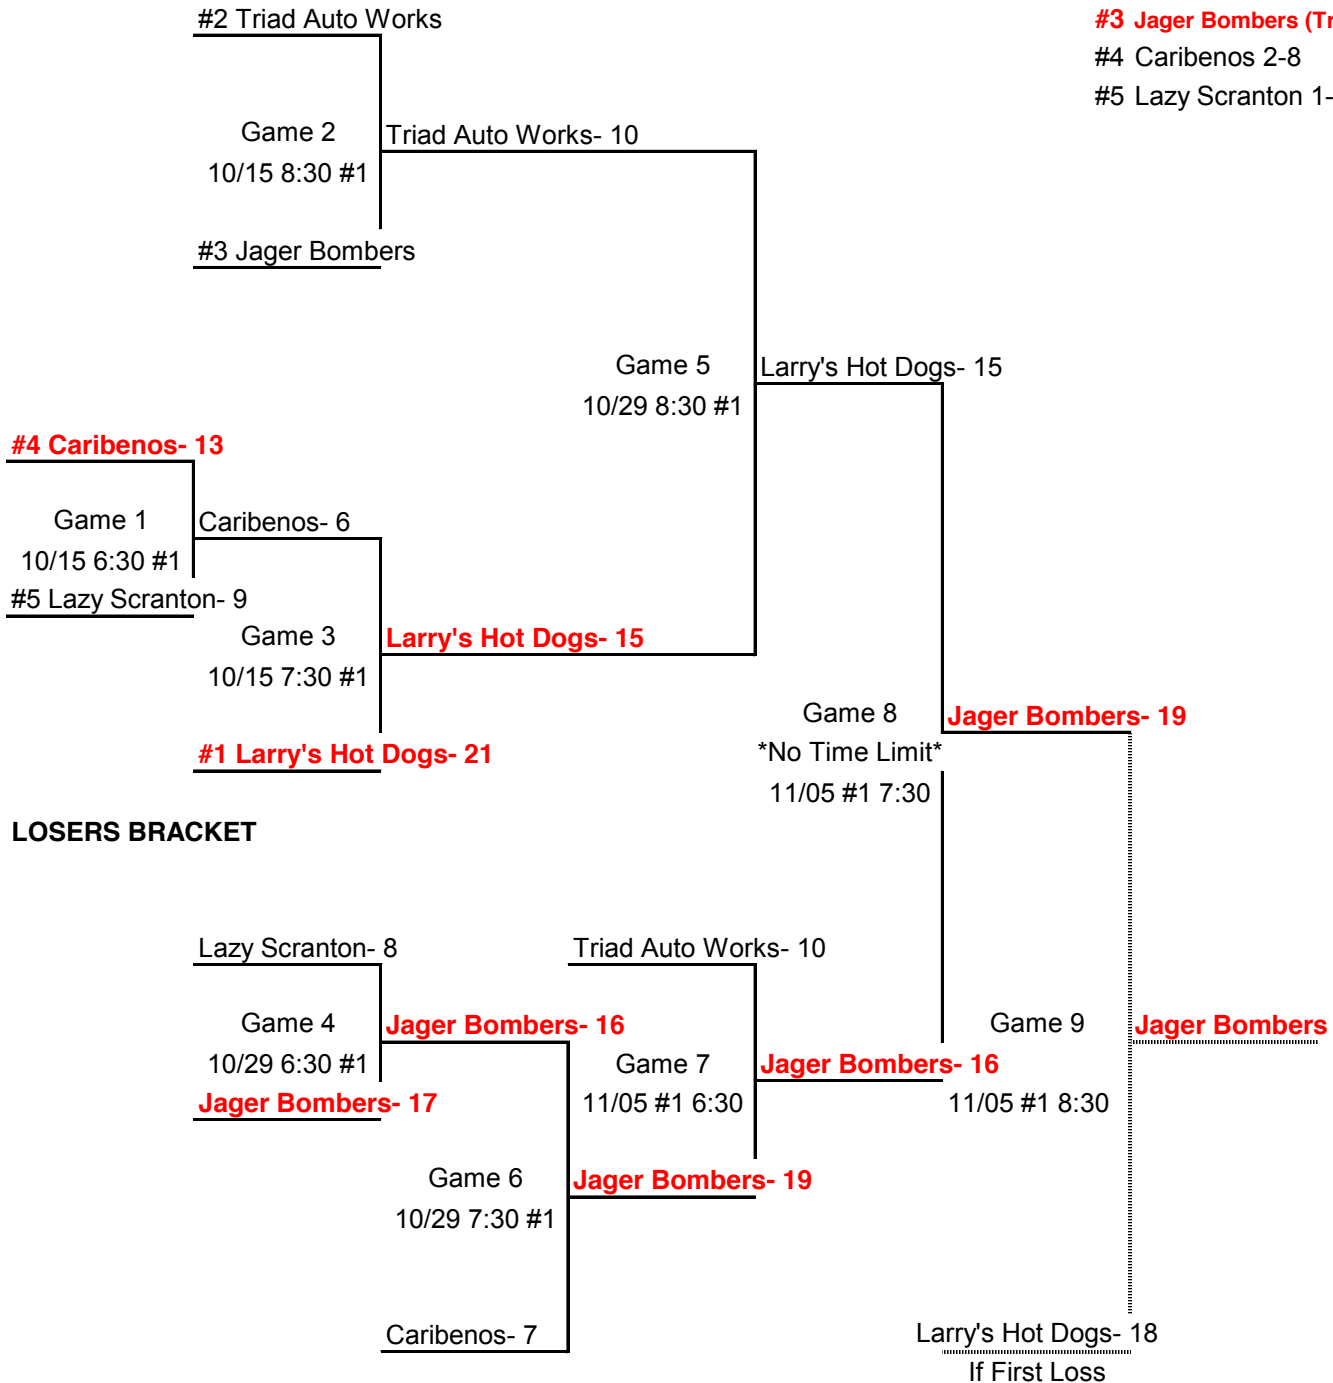 #2 Triad Auto Works
#3 Jager Bombers (Tr
#4 Caribenos 2-8
#5 Lazy Scranton 1-
Game 2
10/15 8:30 #1
Triad Auto Works- 10
#3 Jager Bombers
Game 5
10/29 8:30 #1
Larry's Hot Dogs- 15
#4 Caribenos- 13
Game 1
10/15 6:30 #1
Caribenos- 6
#5 Lazy Scranton- 9
Game 3
10/15 7:30 #1
Larry's Hot Dogs- 15
#1 Larry's Hot Dogs- 21
Game 8
*No Time Limit*
11/05 #1 7:30
Jager Bombers- 19
LOSERS BRACKET
Lazy Scranton- 8
Triad Auto Works- 10
Game 4
10/29 6:30 #1
Jager Bombers- 16
Jager Bombers- 17
Game 7
11/05 #1 6:30
Jager Bombers- 16
Game 9
11/05 #1 8:30
Jager Bombers
Game 6
10/29 7:30 #1
Jager Bombers- 19
Caribenos- 7
Larry's Hot Dogs- 18
If First Loss